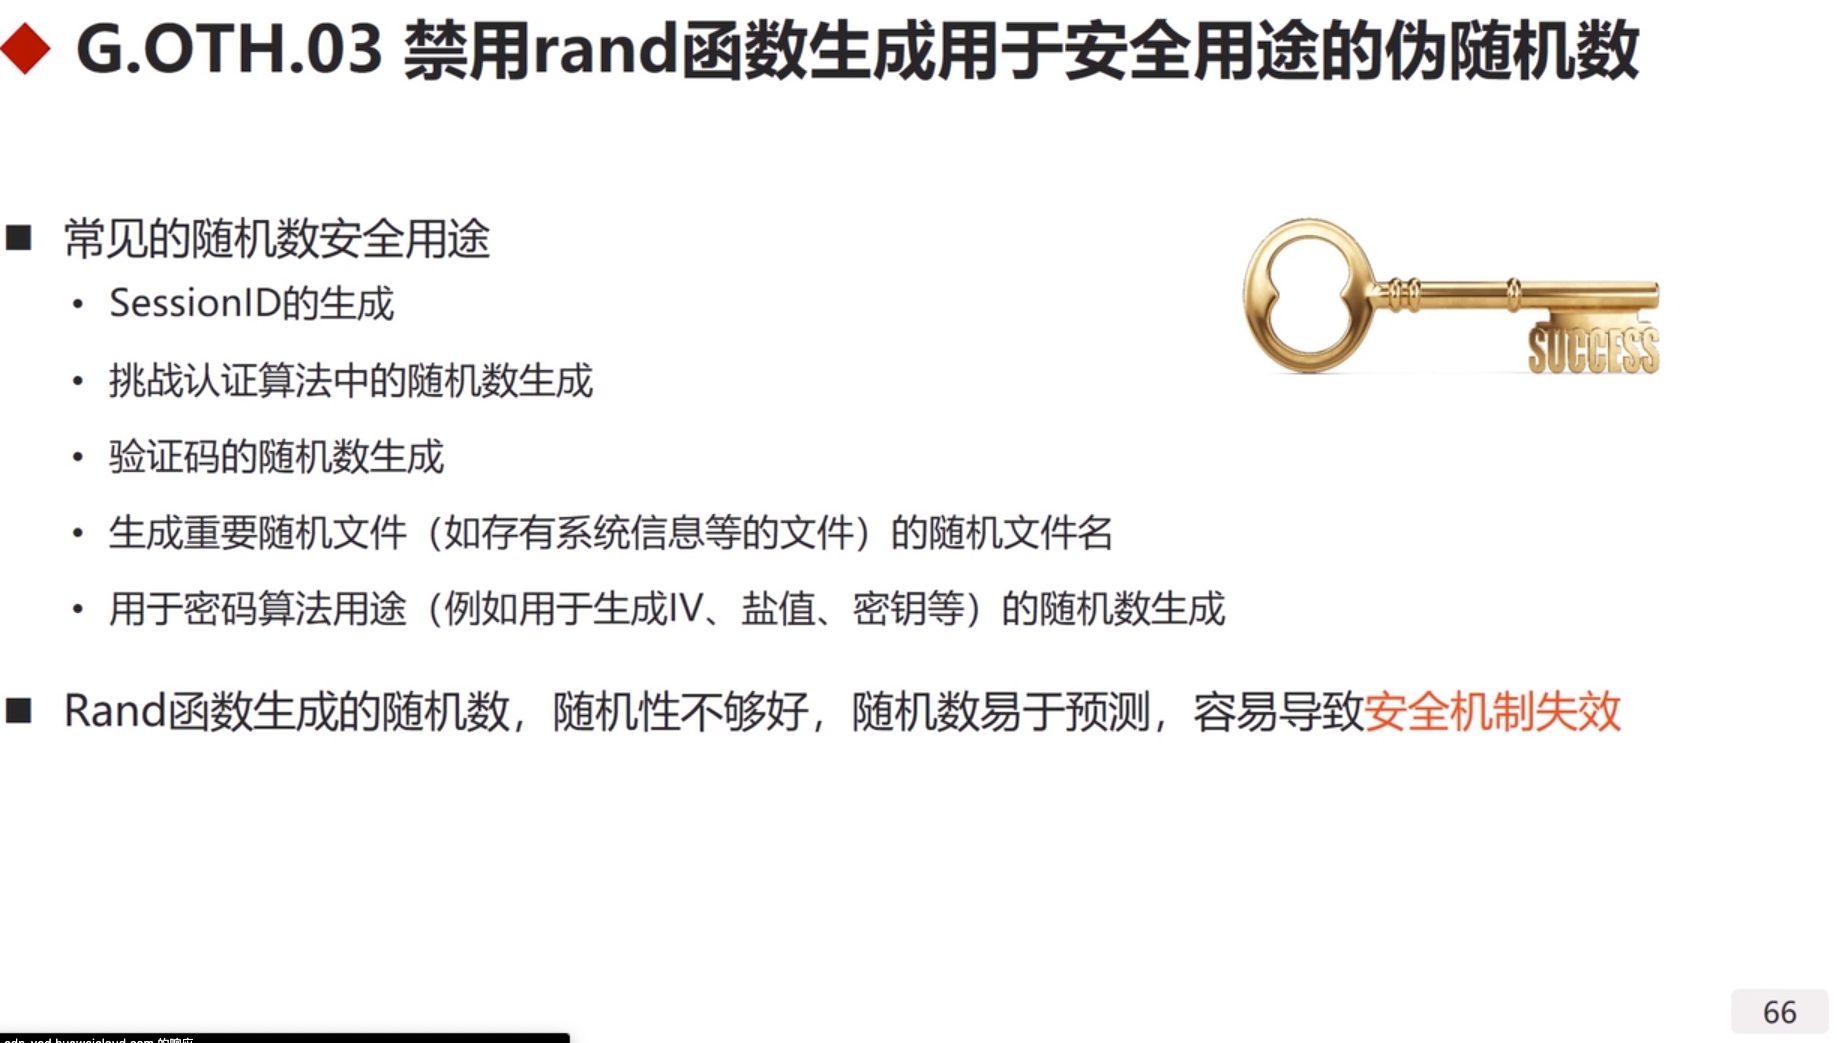 G.OTH.03 禁用rand函数生成用于安全用途的伪随机数
■ 常见的随机数安全用途
• SessionID的生成
• 挑战认证算法中的随机数生成
• 验证码的随机数生成
• 生成重要随机文件（如存有系统信息等的文件）的随机文件名
• 用于密码算法用途（例如用于生成IV、盐值、密钥等）的随机数生成
■ Rand函数生成的随机数，随机性不够好，随机数易于预测，容易导致安全机制失效
SUCCESS
66